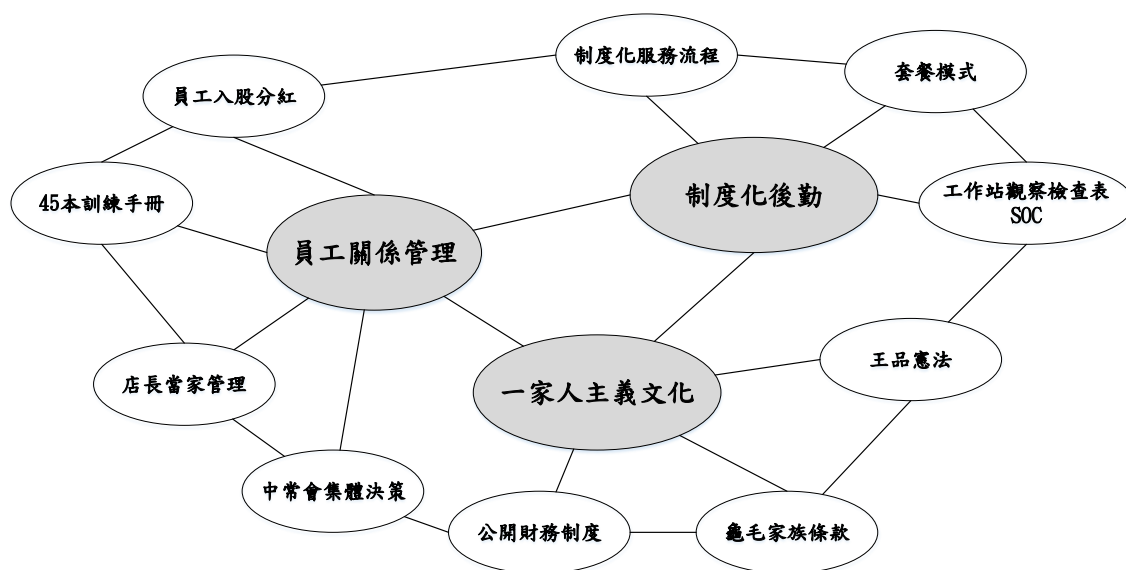 制度化服務流程
套餐模式
員工入股分紅
制度化後勤
45本訓練手冊
工作站觀察檢查表
SOC
員工關係管理
王品憲法
店長當家管理
一家人主義文化
中常會集體決策
公開財務制度
龜毛家族條款